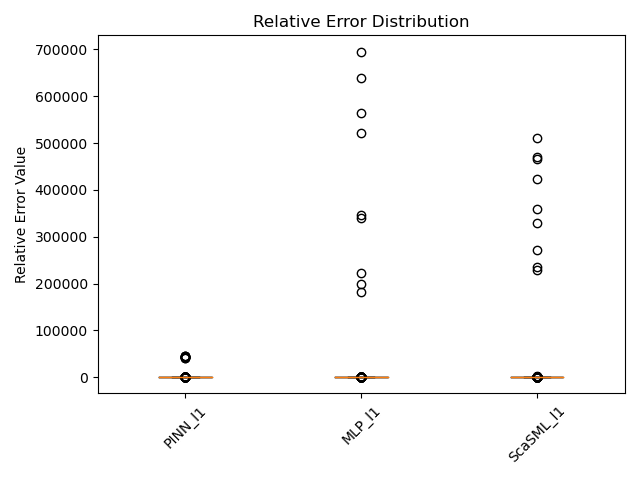 Relative Error Distribution
Relative Error Value
700000
600000
500000
400000
300000
200000
100000
0
PINN_l1
MLP_l1
ScaSML_l1